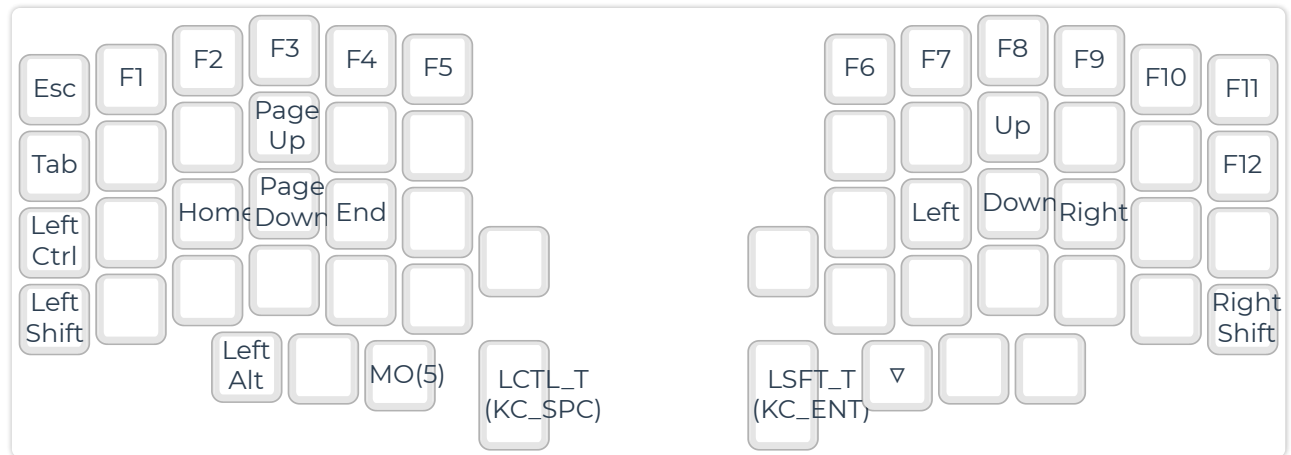 Esc F1 F2 F3 F4 F5 F6 F7 F8 F9 F10 F11
Tab Page Up Up F12
Left Ctrl Home Page Down End Left Down Right
Left Shift Right Shift
Left Alt MO(5) LCTL_T (KC_SPC) LSFT_T (KC_ENT) ▽